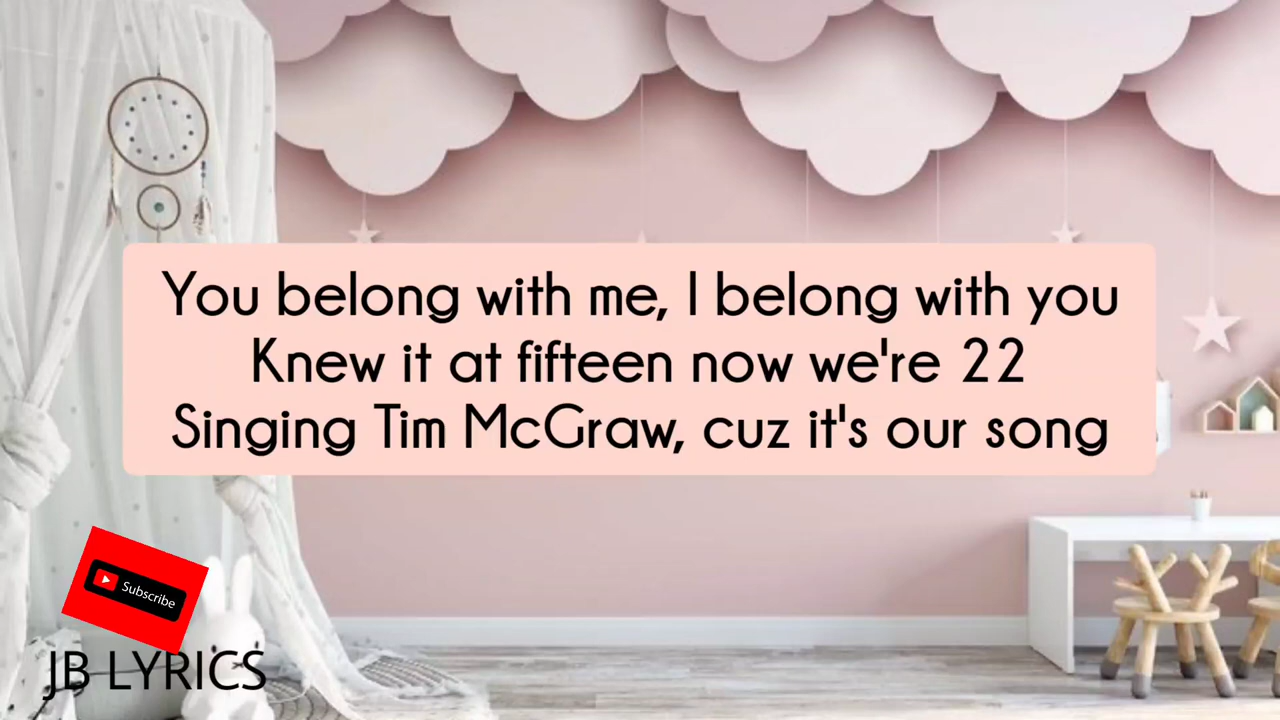 You belong with me, I belong with you
Knew it at fifteen now we're 22
Singing Tim McGraw, cuz it's our song
Subscribe
JB LYRICS